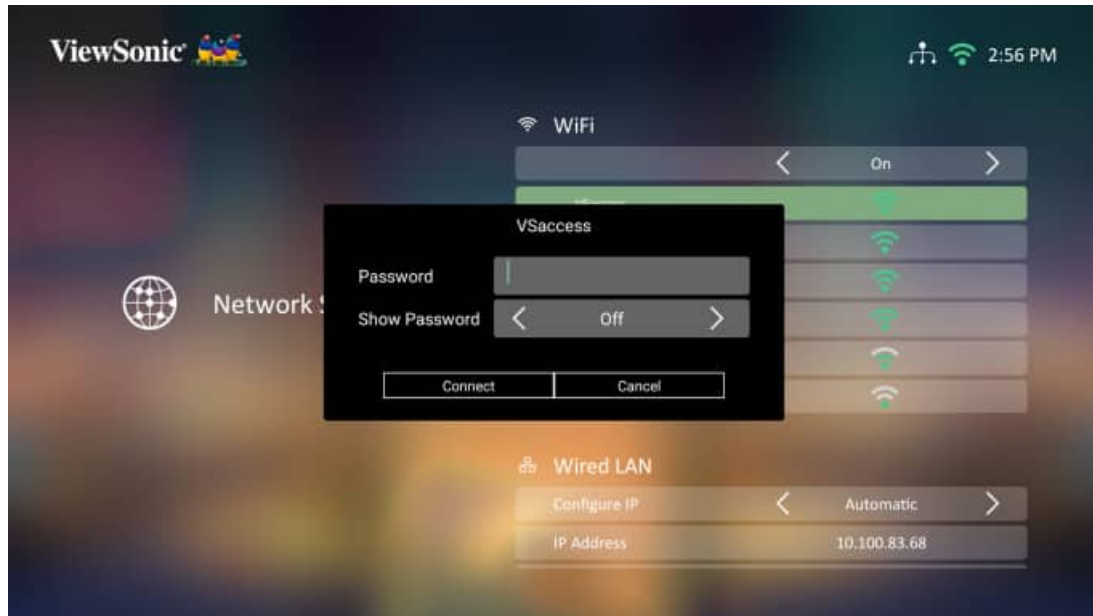 ViewSonic
2:56 PM
WiFi
On
VSaccess
Password
Network
Show Password Off
Connect Cancel
Wired LAN
Configure IP Automatic
IP Address 10.100.83.68